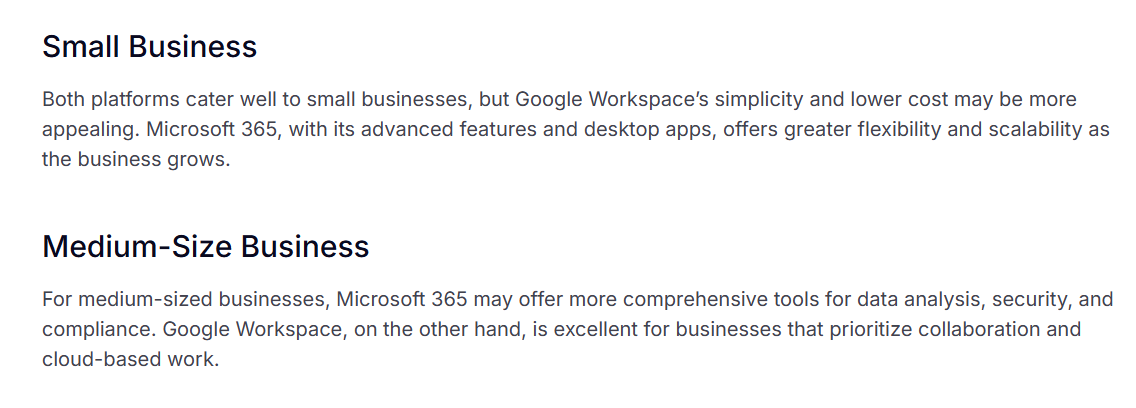 Small Business
Both platforms cater well to small businesses, but Google Workspace’s simplicity and lower cost may be more
appealing. Microsoft 365, with its advanced features and desktop apps, offers greater flexibility and scalability as
the business grows.
Medium-Size Business
For medium-sized businesses, Microsoft 365 may offer more comprehensive tools for data analysis, security, and
compliance. Google Workspace, on the other hand, is excellent for businesses that prioritize collaboration and
cloud-based work.